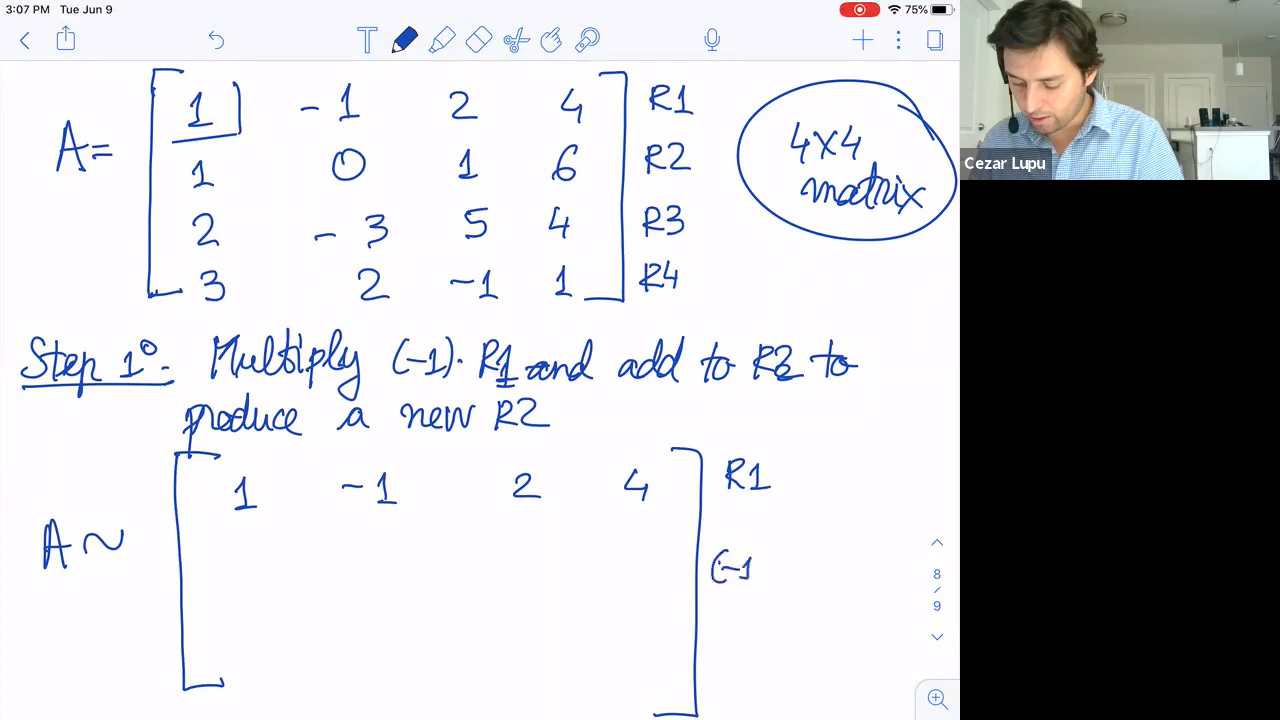 3:07 PM Tue Jun 9
75%
A= 1 -1 2 4 R1
1 0 1 6 R2
2 -3 5 4 R3
3 2 -1 1 R4
4x4
matrix
Cezar Lupu
Step 1°: Multiply (-1)· R1 and add to R2 to
produce a new R2
A ~ 1 -1 2 4 R1
(-1
8
/
9